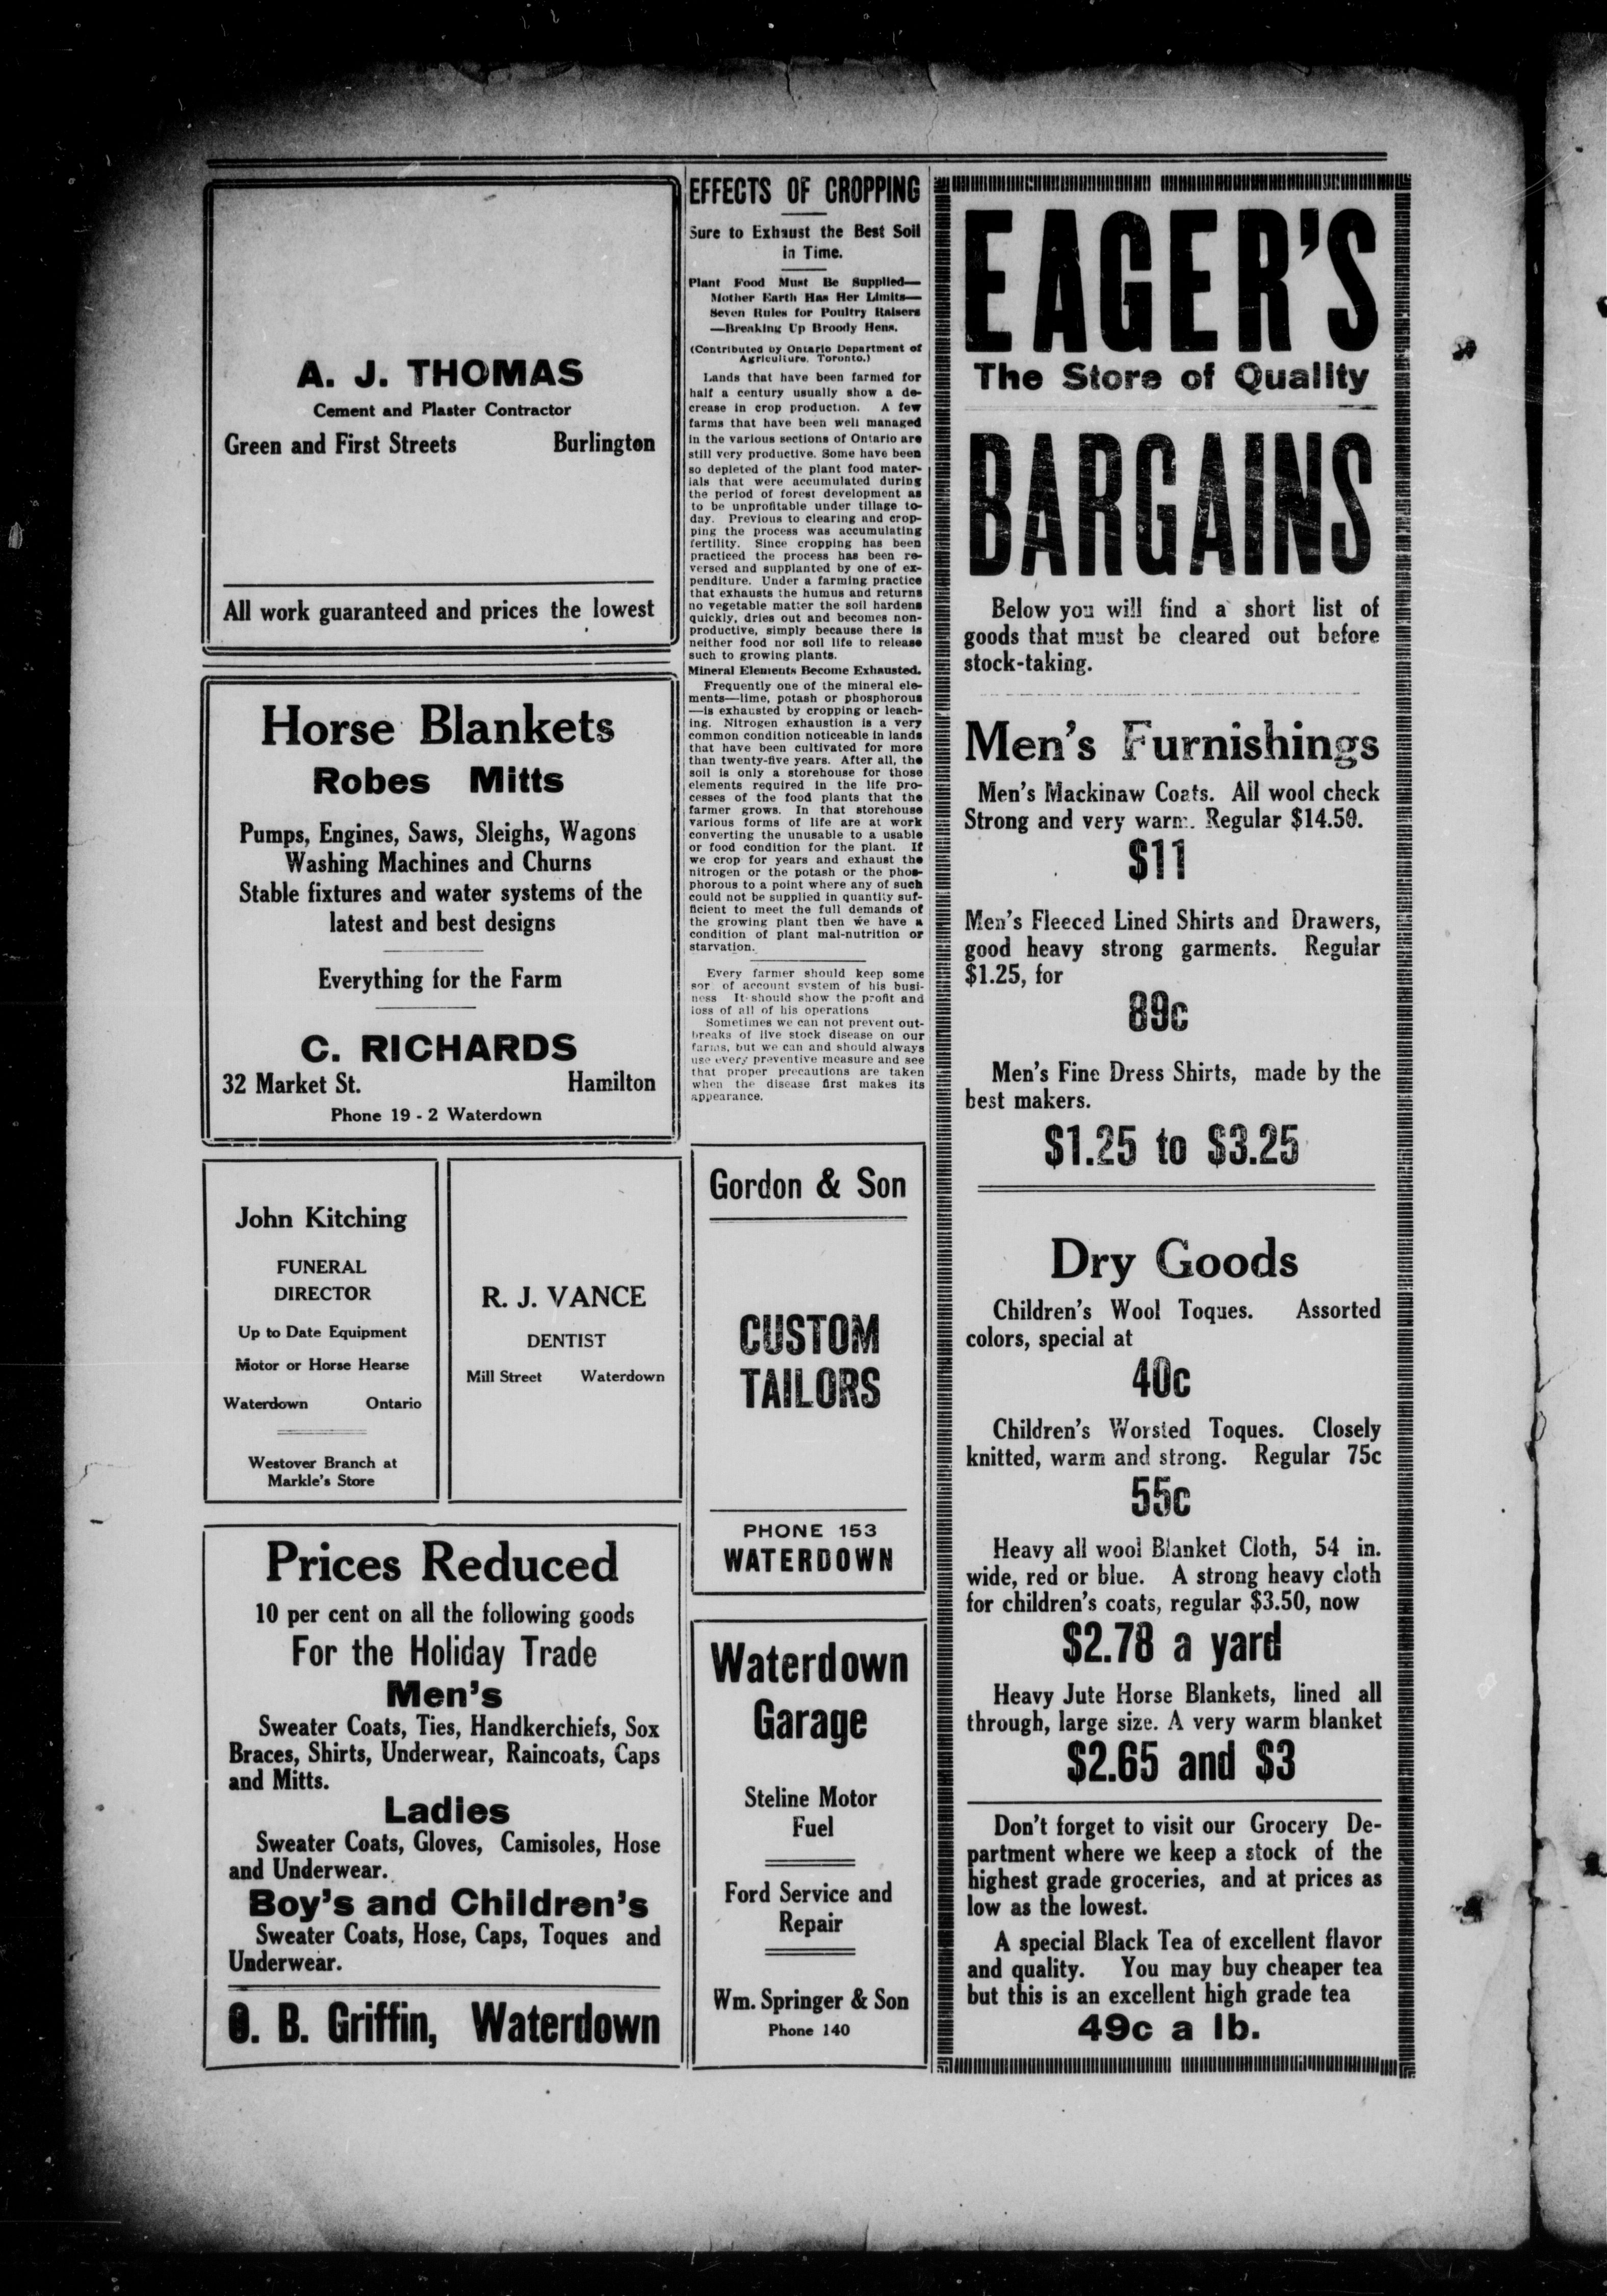 A. J. THOMAS
Cement and Plaster Contractor
Green and First Streets Burlington
All work guaranteed and prices the lowest
Horse Blankets
Robes Mitts
Pumps, Engines, Saws, Sleighs, Wagons
Washing Machines and Churns
Stable fixtures and water systems of the
latest and best designs
Everything for the Farm
C. RICHARDS
32 Market St. Hamilton
Phone 19 - 2 Waterdown
John Kitching
FUNERAL
DIRECTOR
Up to Date Equipment
Motor or Horse Hearse
Waterdown Ontario
Westover Branch at
Markle's Store
R. J. VANCE
DENTIST
Mill Street Waterdown
Prices Reduced
10 per cent on all the following goods
For the Holiday Trade
Men's
Sweater Coats, Ties, Handkerchiefs, Sox
Braces, Shirts, Underwear, Raincoats, Caps
and Mitts.
Ladies
Sweater Coats, Gloves, Camisoles, Hose
and Underwear.
Boy's and Children's
Sweater Coats, Hose, Caps, Toques and
Underwear.
O. B. Griffin, Waterdown
EFFECTS OF CROPPING
Sure to Exhaust the Best Soil
in Time.
Plant Food Must Be Supplied—
Mother Earth Has Her Limits—
Seven Rules for Poultry Raisers
—Breaking Up Broody Hens.
(Contributed by Ontario Department of
Agriculture, Toronto.)
Lands that have been farmed for
half a century usually show a de-
crease in crop production. A few
farms that have been well managed
in the various sections of Ontario are
still very productive. Some have been
so depleted of the plant food mater-
ials that were accumulated during
the period of forest development as
to be unprofitable under tillage to-
day. Previous to clearing and crop-
ping the process was accumulating
fertility. Since cropping has been
practiced the process has been re-
versed and supplanted by one of ex-
penditure. Under a farming practice
that exhausts the humus and returns
no vegetable matter the soil hardens
quickly, dries out and becomes non-
productive, simply because there is
neither food nor soil life to release
such to growing plants.
Mineral Elements Become Exhausted.
Frequently one of the mineral ele-
ments—lime, potash or phosphorous
—is exhausted by cropping or leach-
ing. Nitrogen exhaustion is a very
common condition noticeable in lands
that have been cultivated for more
than twenty-five years. After all, the
soil is only a storehouse for those
elements required in the life pro-
cesses of the food plants that the
farmer grows. In that storehouse
various forms of life are at work
converting the unusable to a usable
or food condition for the plant. If
we crop for years and exhaust the
nitrogen or the potash or the phos-
phorous to a point where any of such
could not be supplied in quantity suf-
ficient to meet the full demands of
the growing plant then we have a
condition of plant mal-nutrition or
starvation.
Every farmer should keep some
sor of account system of his busi-
ness It should show the profit and
loss of all of his operations
Sometimes we can not prevent out-
breaks of live stock disease on our
farms, but we can and should always
use every preventive measure and see
that proper precautions are taken
when the disease first makes its
appearance.
Gordon & Son
CUSTOM
TAILORS
PHONE 153
WATERDOWN
Waterdown
Garage
Steline Motor
Fuel
Ford Service and
Repair
Wm. Springer & Son
Phone 140
EAGER'S
The Store of Quality
BARGAINS
Below you will find a short list of
goods that must be cleared out before
stock-taking.
Men's Furnishings
Men's Mackinaw Coats. All wool check
Strong and very warm. Regular $14.50.
$11
Men's Fleeced Lined Shirts and Drawers,
good heavy strong garments. Regular
$1.25, for
89c
Men's Fine Dress Shirts, made by the
best makers.
$1.25 to $3.25
Dry Goods
Children's Wool Toques. Assorted
colors, special at
40c
Children's Worsted Toques. Closely
knitted, warm and strong. Regular 75c
55c
Heavy all wool Blanket Cloth, 54 in.
wide, red or blue. A strong heavy cloth
for children's coats, regular $3.50, now
$2.78 a yard
Heavy Jute Horse Blankets, lined all
through, large size. A very warm blanket
$2.65 and $3
Don't forget to visit our Grocery De-
partment where we keep a stock of the
highest grade groceries, and at prices as
low as the lowest.
A special Black Tea of excellent flavor
and quality. You may buy cheaper tea
but this is an excellent high grade tea
49c a lb.